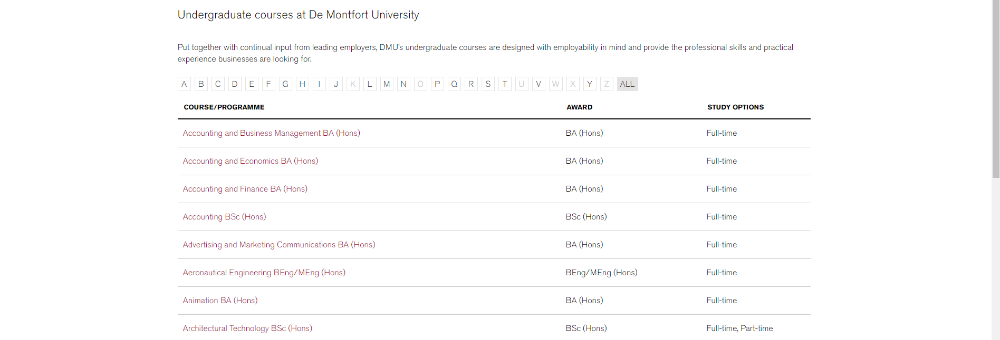 Undergraduate courses at De Montfort University
Put together with continual input from leading employers, DMU's undergraduate courses are designed with employability in mind and provide the professional skills and practical
experience businesses are looking for.
A B C D E F G H I J K L M N O P Q R S T U V W X Y Z ALL
COURSE/PROGRAMME AWARD STUDY OPTIONS
Accounting and Business Management BA (Hons) BA (Hons) Full-time
Accounting and Economics BA (Hons) BA (Hons) Full-time
Accounting and Finance BA (Hons) BA (Hons) Full-time
Accounting BSc (Hons) BSc (Hons) Full-time
Advertising and Marketing Communications BA (Hons) BA (Hons) Full-time
Aeronautical Engineering BEng/MEng (Hons) BEng/MEng (Hons) Full-time
Animation BA (Hons) BA (Hons) Full-time
Architectural Technology BSc (Hons) BSc (Hons) Full-time, Part-time